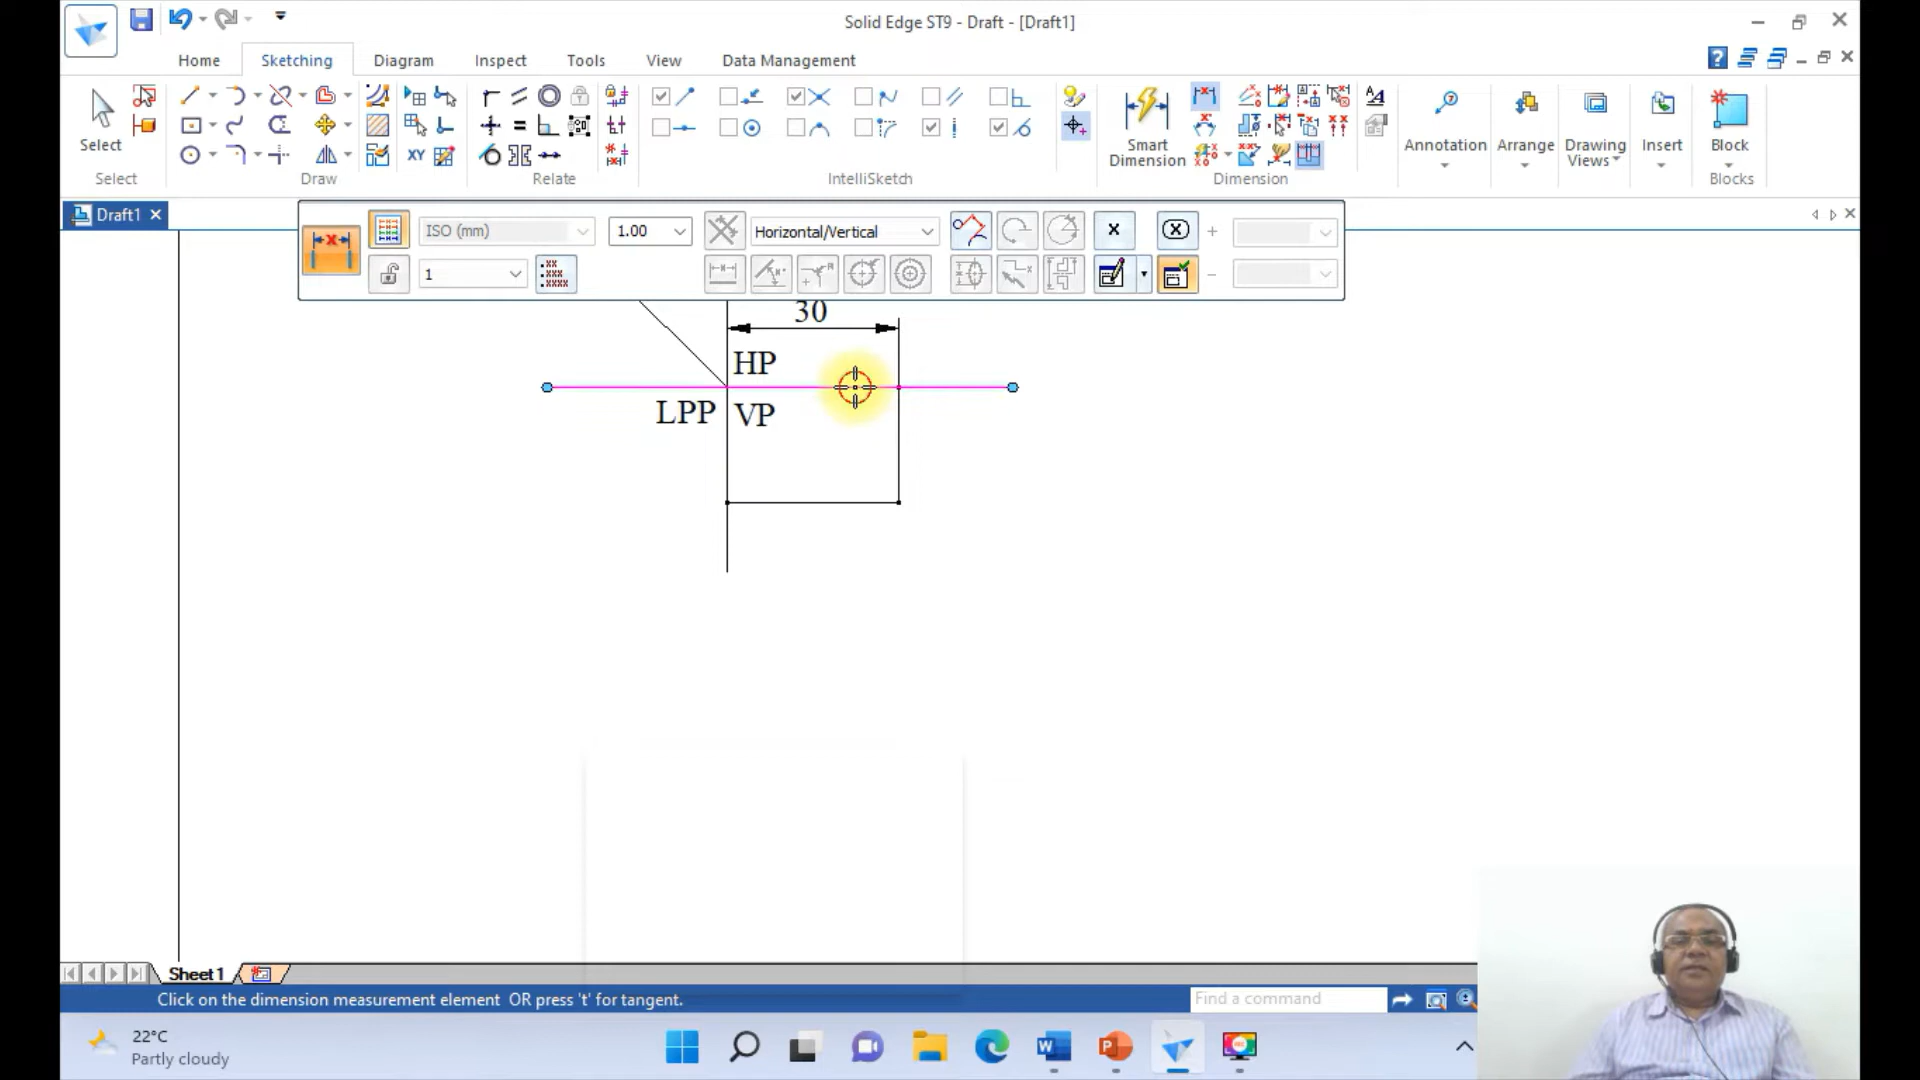 Solid Edge ST9 - Draft - [Draft1]
Home
Sketching
Diagram
Inspect
Tools
View
Data Management
Select
Select
Draw
XY
Relate
IntelliSketch
Smart
Dimension
Dimension
A
Annotation
Arrange
Drawing
Views
Insert
Block
Blocks
Draft1
ISO (mm)
1.00
Horizontal/Vertical
x
(x)
+
1
-
30
HP
LPP
VP
Sheet1
Click on the dimension measurement element OR press 't' for tangent.
Find a command
22°C
Partly cloudy